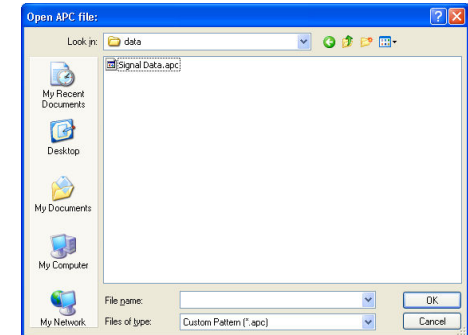 Open APC file:
Look in:
data
Signal Data.apc
My Recent
Documents
Desktop
My Documents
My Computer
My Network
File name:
OK
Files of type:
Custom Pattern (*.apc)
Cancel